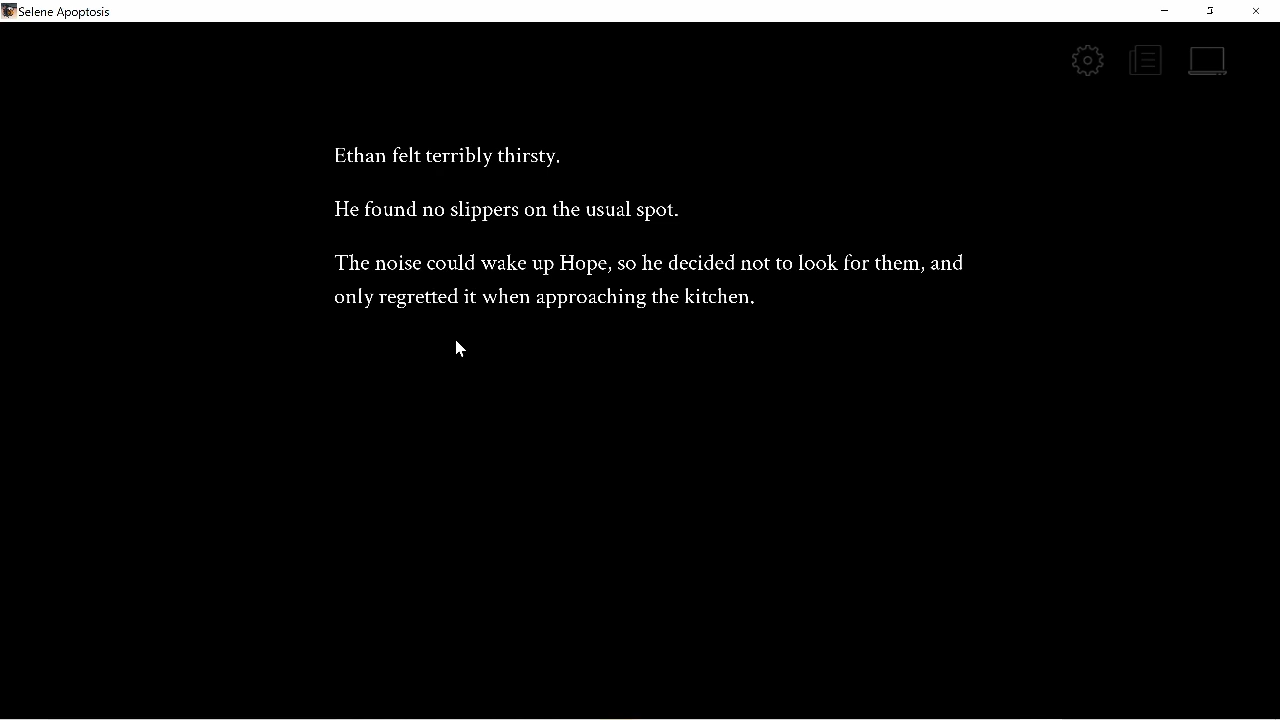 Selene Apoptosis
Ethan felt terribly thirsty.
He found no slippers on the usual spot.
The noise could wake up Hope, so he decided not to look for them, and
only regretted it when approaching the kitchen.